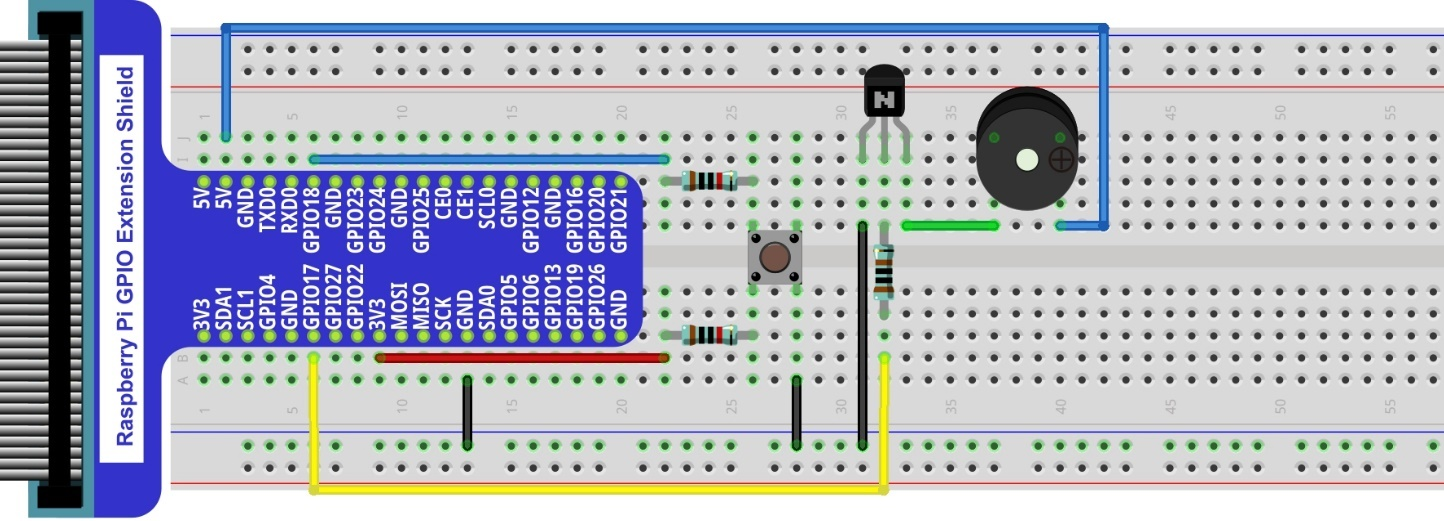 Raspberry Pi GPIO Extension Shield
1 5 10 15 20 25 30 35 40 45 50 55
J
I
5V 5V GND TXD0 RXD0 GPIO18 GND GPIO23 GPIO24 GND GPIO25 CE0 CE1 SCL0 GND GPIO12 GND GPIO16 GPIO20 GPIO21
N
3V3 SDA1 SCL1 GPIO4 GND GPIO17 GPIO27 GPIO22 3V3 MOSI MISO SCK GND SDA0 GPIO5 GPIO6 GPIO13 GPIO19 GPIO26 GND
B
A
1 5 10 15 20 25 30 35 40 45 50 55